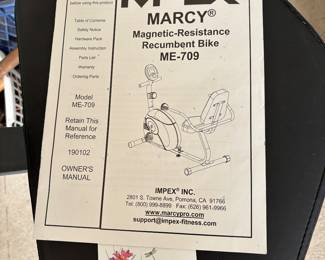 before using this product
Table of Contents
Safety Notice
Hardware Pack
Assembly Instruction
Parts List
Warranty
Ordering Parts
Model
ME-709
Retain This
Manual for
Reference
190102
OWNER'S
MANUAL
IMPEX
MARCY®
Magnetic-Resistance
Recumbent Bike
ME-709
IMPEX® INC.
2801 S. Towne Ave, Pomona, CA 91766
Tel: (800) 999-8899 Fax: (626) 961-9966
www.marcypro.com
support@impex-fitness.com